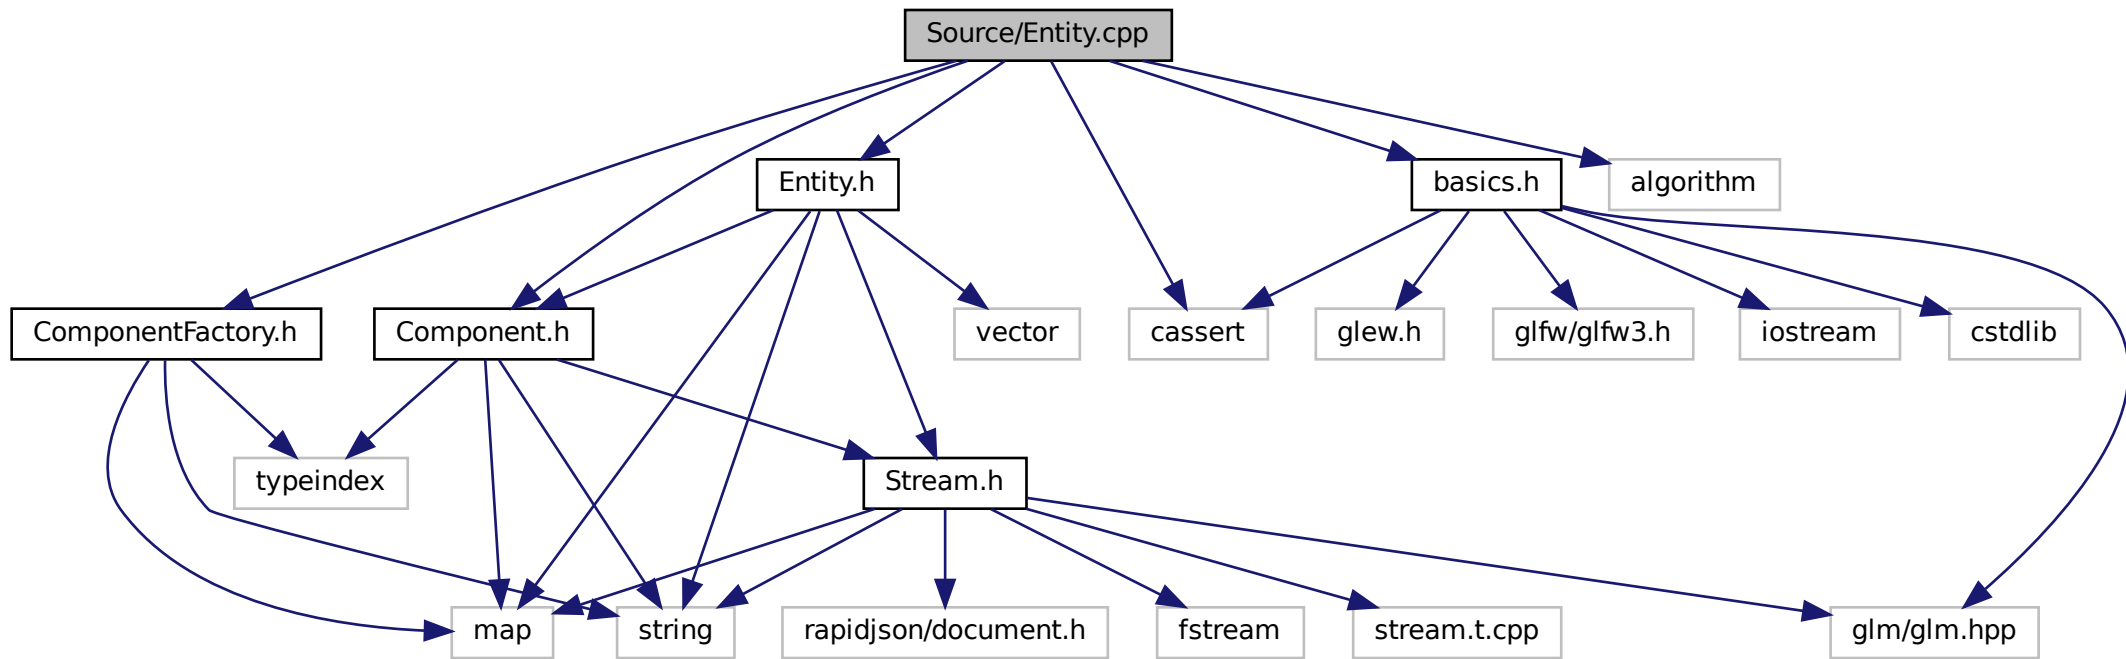 Source/Entity.cpp
Entity.h
basics.h
algorithm
ComponentFactory.h
Component.h
vector
cassert
glew.h
glfw/glfw3.h
iostream
cstdlib
typeindex
Stream.h
map
string
rapidjson/document.h
fstream
stream.t.cpp
glm/glm.hpp